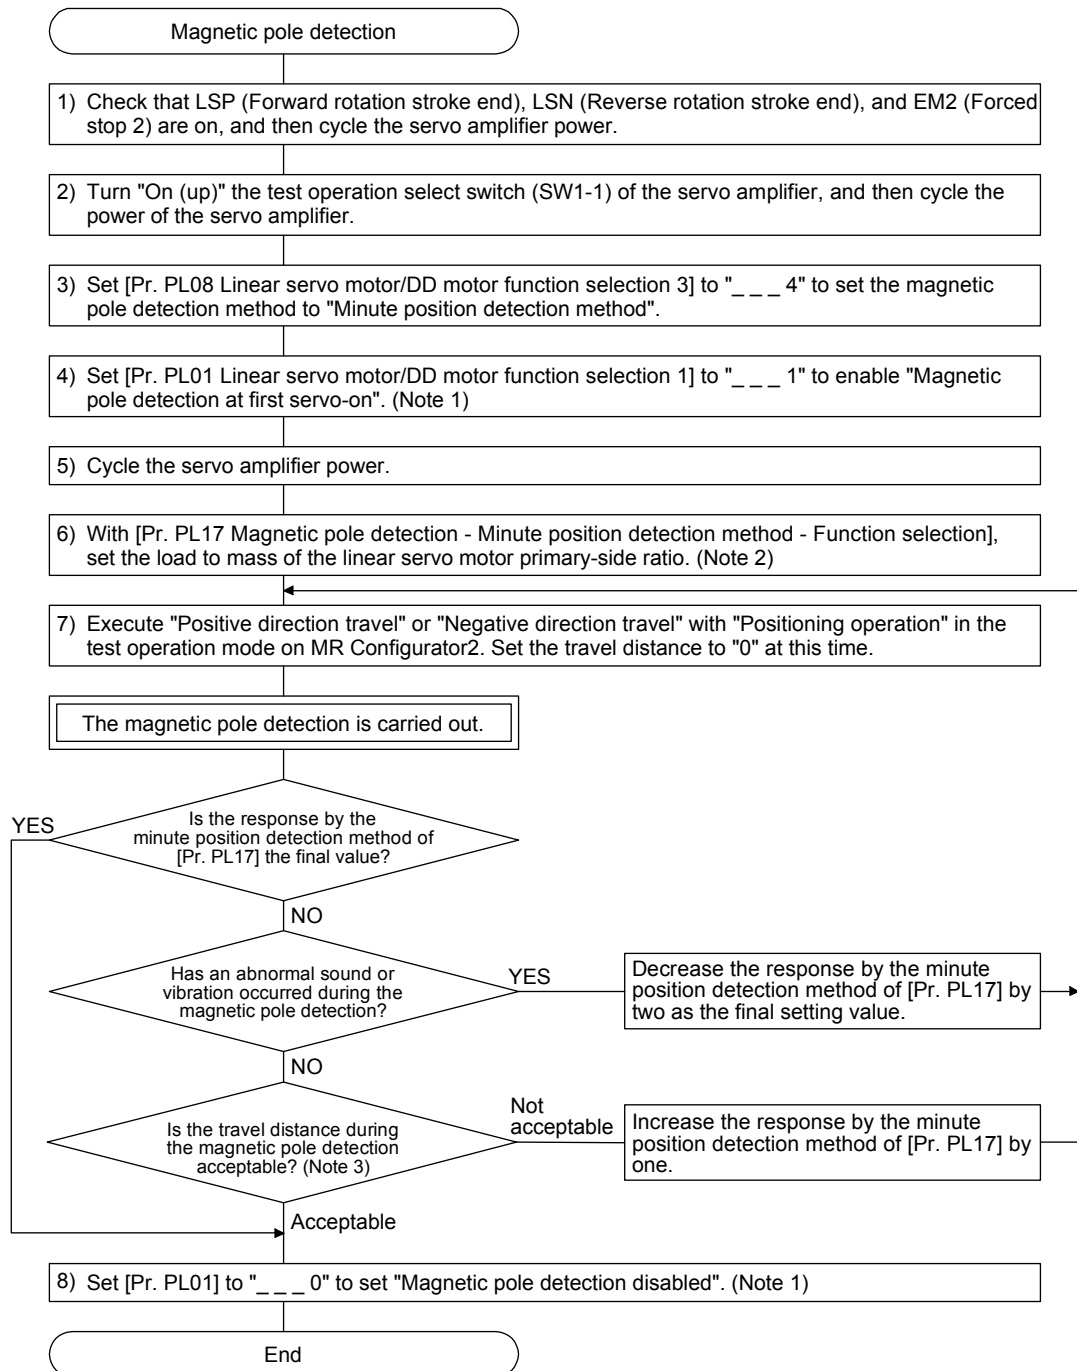 Magnetic pole detection
1) Check that LSP (Forward rotation stroke end), LSN (Reverse rotation stroke end), and EM2 (Forced
stop 2) are on, and then cycle the servo amplifier power.
2) Turn "On (up)" the test operation select switch (SW1-1) of the servo amplifier, and then cycle the
power of the servo amplifier.
3) Set [Pr. PL08 Linear servo motor/DD motor function selection 3] to "_ _ _ 4" to set the magnetic
pole detection method to "Minute position detection method".
4) Set [Pr. PL01 Linear servo motor/DD motor function selection 1] to "_ _ _ 1" to enable "Magnetic
pole detection at first servo-on". (Note 1)
5) Cycle the servo amplifier power.
6) With [Pr. PL17 Magnetic pole detection - Minute position detection method - Function selection],
set the load to mass of the linear servo motor primary-side ratio. (Note 2)
7) Execute "Positive direction travel" or "Negative direction travel" with "Positioning operation" in the
test operation mode on MR Configurator2. Set the travel distance to "0" at this time.
The magnetic pole detection is carried out.
YES
Is the response by the
minute position detection method of
[Pr. PL17] the final value?
NO
Has an abnormal sound or
vibration occurred during the
magnetic pole detection?
YES
Decrease the response by the minute
position detection method of [Pr. PL17] by
two as the final setting value.
NO
Is the travel distance during
the magnetic pole detection
acceptable? (Note 3)
Not
acceptable
Increase the response by the minute
position detection method of [Pr. PL17] by
one.
Acceptable
8) Set [Pr. PL01] to "_ _ _ 0" to set "Magnetic pole detection disabled". (Note 1)
End